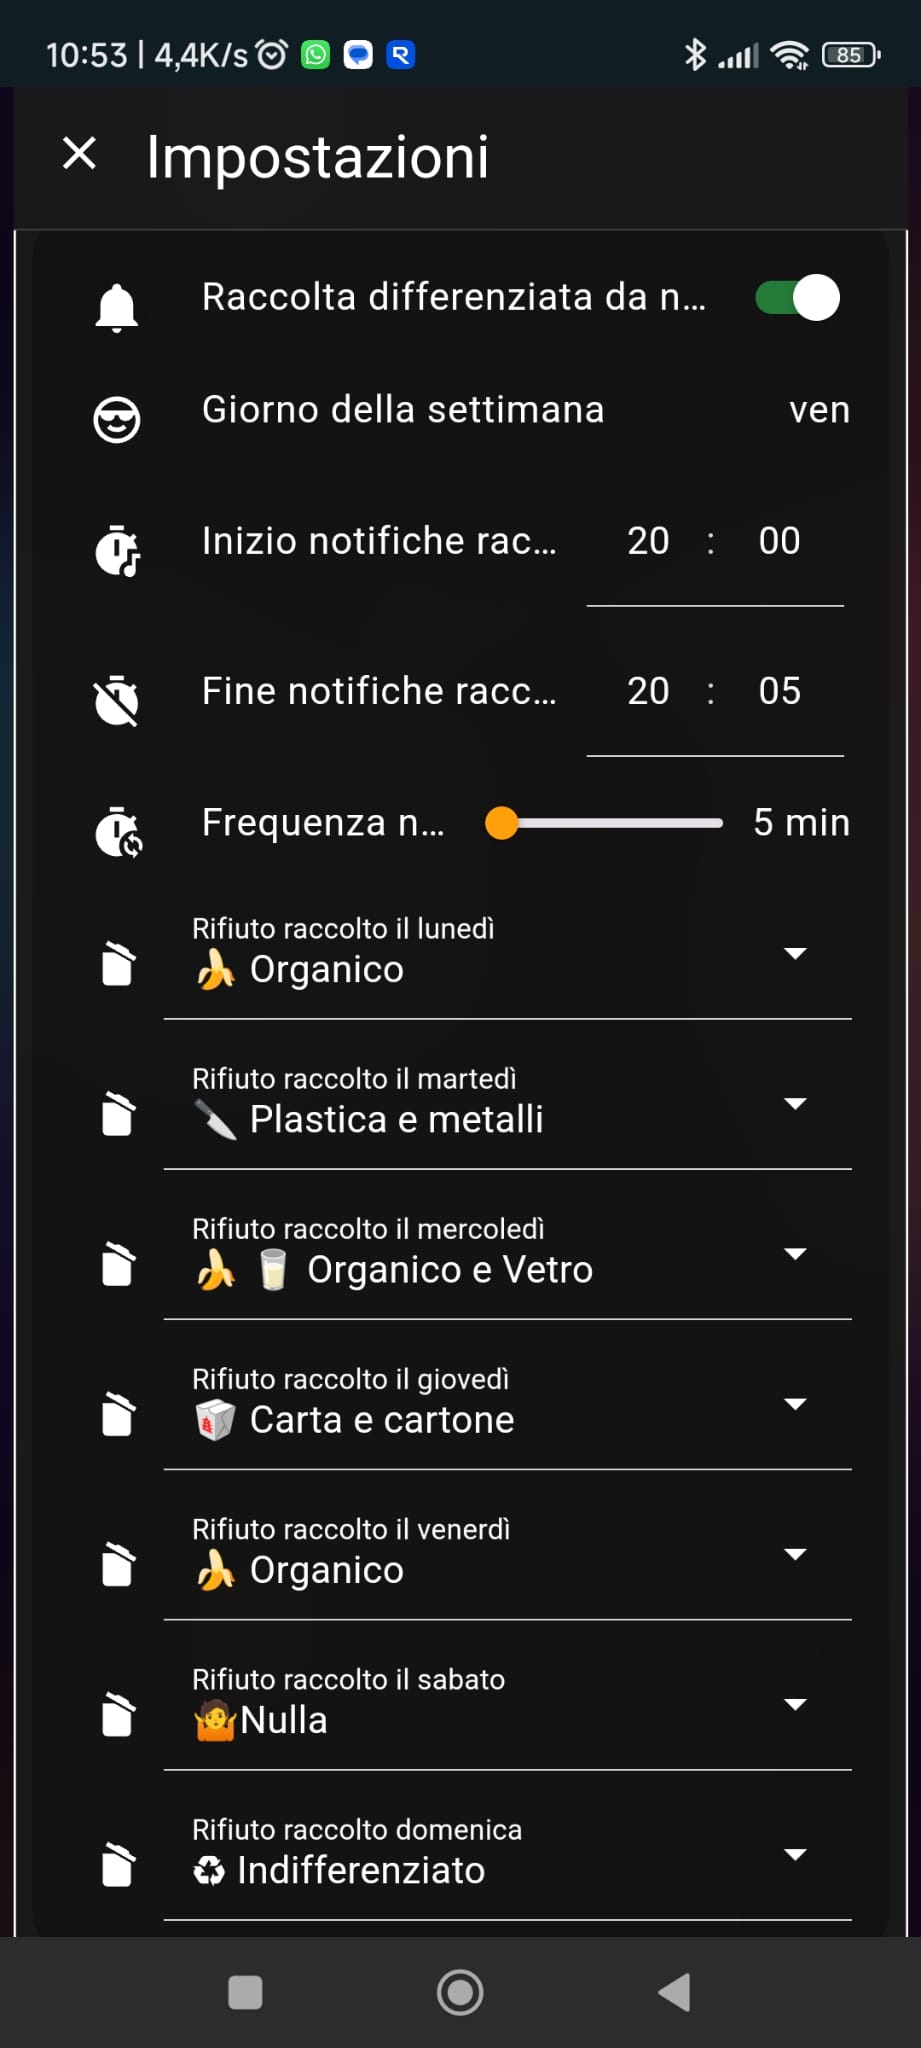 10:53 | 4,4K/s
85
Impostazioni
Raccolta differenziata da n...
Giorno della settimana ven
Inizio notifiche rac... 20 : 00
Fine notifiche racc... 20 : 05
Frequenza n... 5 min
Rifiuto raccolto il lunedì
🍌 Organico
Rifiuto raccolto il martedì
🔪 Plastica e metalli
Rifiuto raccolto il mercoledì
🍌 🥛 Organico e Vetro
Rifiuto raccolto il giovedì
🥡 Carta e cartone
Rifiuto raccolto il venerdì
🍌 Organico
Rifiuto raccolto il sabato
🤷Nulla
Rifiuto raccolto domenica
♻ Indifferenziato